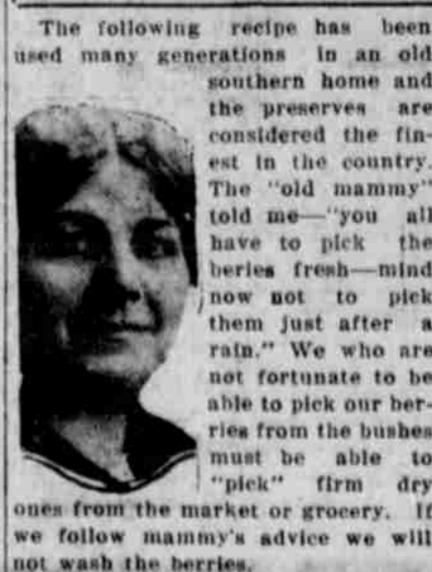 The following recipe has been
used many generations in an old
southern home and
the preserves are
considered the fin-
est in the country.
The "old mammy"
told me—"you all
have to pick the
beries fresh—mind
now not to pick
them just after a
rain." We who are
not fortunate to be
able to pick our ber-
ries from the bushes
must be able to
"pick" firm dry
ones from the market or grocery. If
we follow mammy's advice we will
not wash the berries.